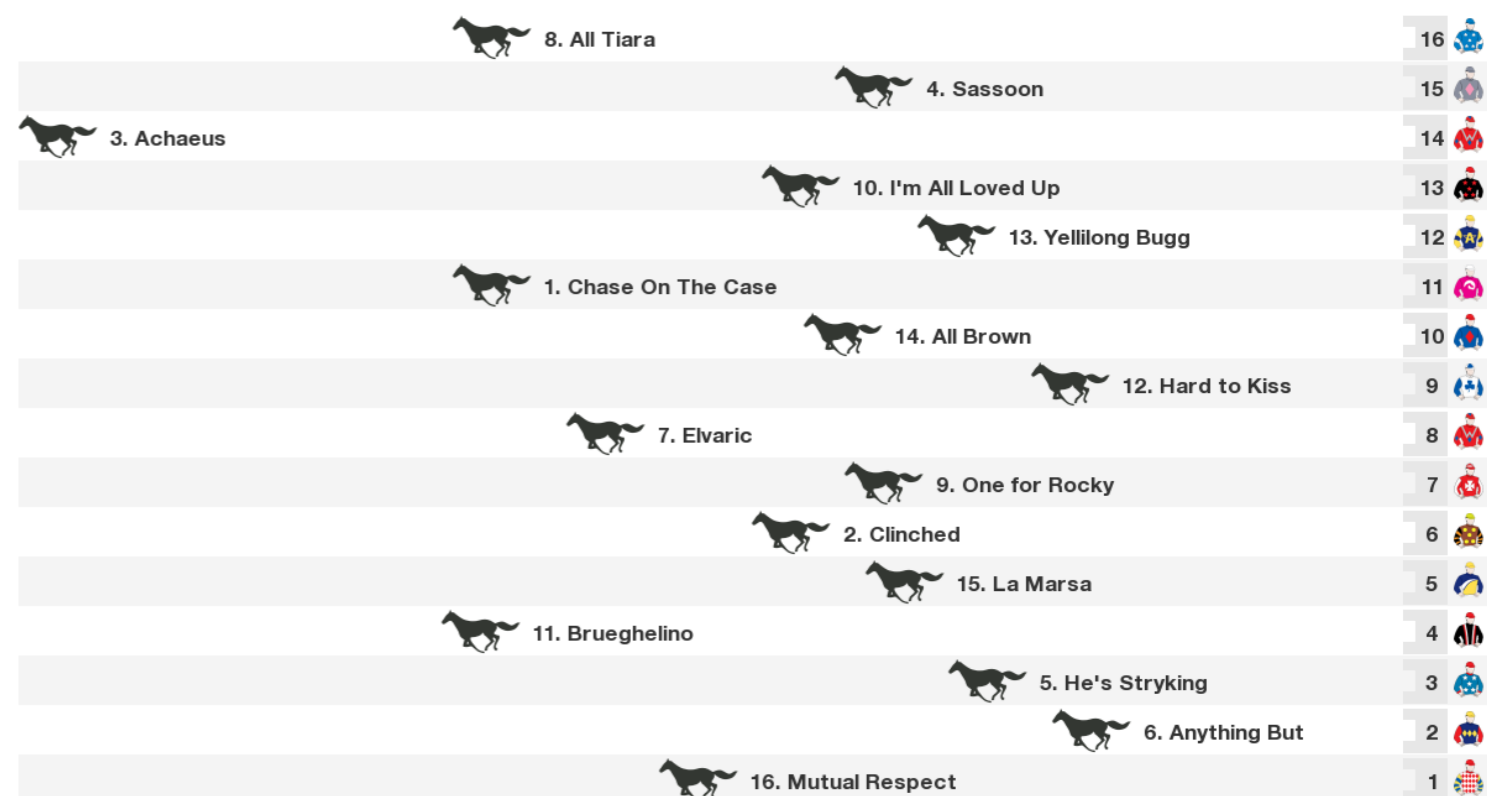 8. All Tiara 16
4. Sassoon 15
3. Achaeus 14
10. I'm All Loved Up 13
13. Yellilong Bugg 12
A
1. Chase On The Case 11
14. All Brown 10
12. Hard to Kiss 9
7. Elvaric 8
9. One for Rocky 7
2. Clinched 6
15. La Marsa 5
11. Brueghelino 4
5. He's Stryking 3
6. Anything But 2
16. Mutual Respect 1